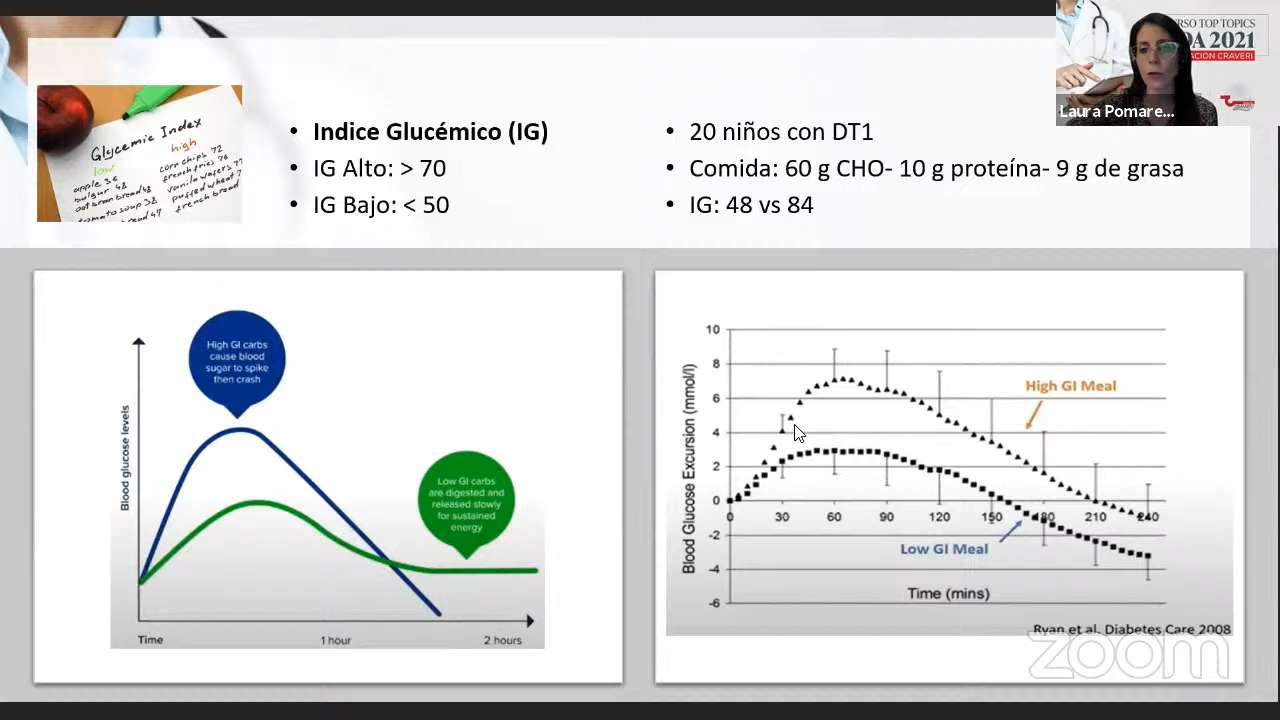 RSO TOP TOPICS
DA 2021
ACIÓN CRAVERI
Laura Pomare...
Glycemic Index
low
high
apple 36
bulgur 48
oat bran bread 48
tomato soup 38
bread 47
corn chips 72
french fries 76
vanilla wafers 77
puffed wheat 7
french bread
• Indice Glucémico (IG)
• IG Alto: > 70
• IG Bajo: < 50
• 20 niños con DT1
• Comida: 60 g CHO- 10 g proteína- 9 g de grasa
• IG: 48 vs 84
High GI carbs
cause blood
sugar to spike
then crash
Low GI carbs
are digested and
released slowly
for sustained
energy
Blood glucose levels
Time
1 hour
2 hours
Blood Glucose Excursion (mmol/l)
10
8
6
4
2
0
-2
-4
-6
0 30 60 90 120 150 180 210 240
High GI Meal
Low GI Meal
Time (mins)
Ryan et al. Diabetes Care 2008
zoom